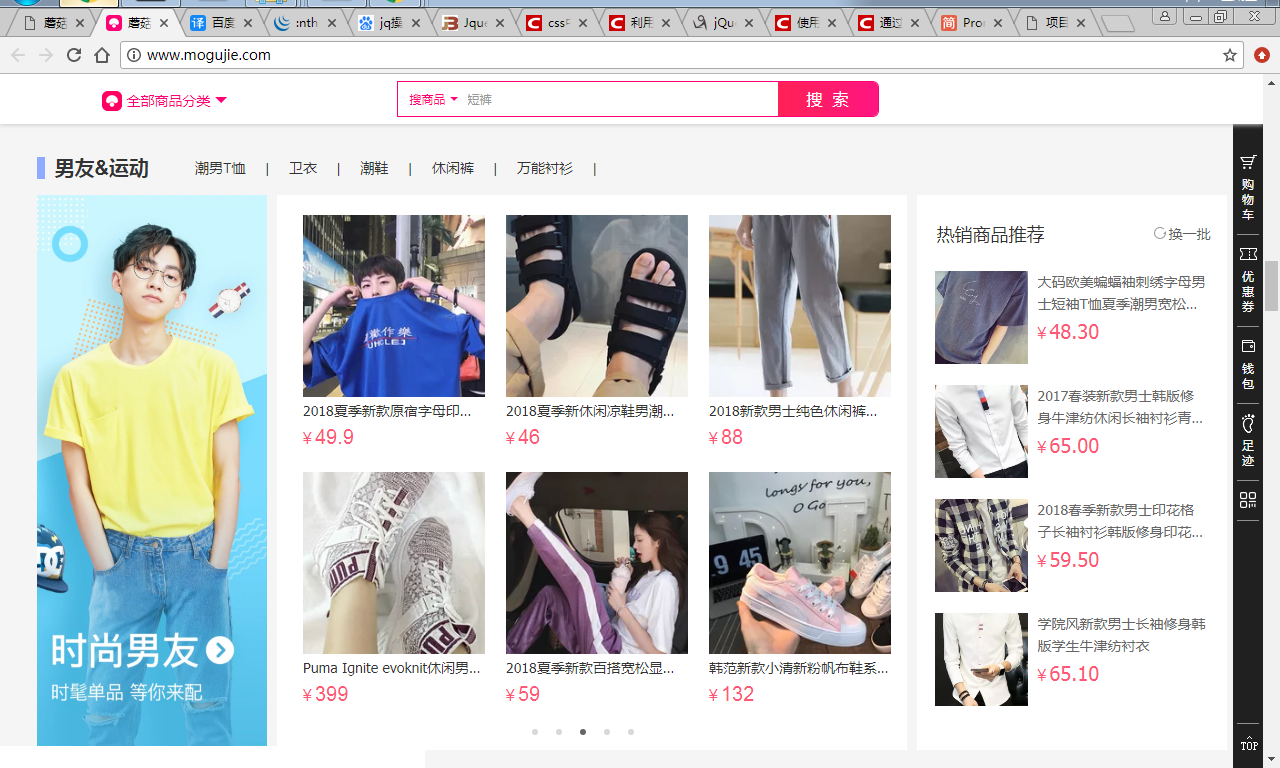 蘑菇
蘑菇
百度
:nth
jq操
Jque
cssF
利用
jQu
使用
通过
Pro
项目
www.mogujie.com
全部商品分类
搜商品 短裤
搜 索
男友&运动
潮男T恤 | 卫衣 | 潮鞋 | 休闲裤 | 万能衬衫 |
时尚男友
时髦单品 等你来配
2018夏季新款原宿字母印...
¥49.9
2018夏季新休闲凉鞋男潮...
¥46
2018新款男士纯色休闲裤...
¥88
Puma Ignite evoknit休闲男...
¥399
2018夏季新款百搭宽松显...
¥59
韩范新款小清新粉帆布鞋系...
¥132
longs for you,
热销商品推荐
换一批
大码欧美蝙蝠袖刺绣字母男
士短袖T恤夏季潮男宽松...
¥48.30
2017春装新款男士韩版修
身牛津纺休闲长袖衬衫青...
¥65.00
2018春季新款男士印花格
子长袖衬衫韩版修身印花...
¥59.50
学院风新款男士长袖修身韩
版学生牛津纺衬衣
¥65.10
购物车
优惠券
钱包
足迹
TOP